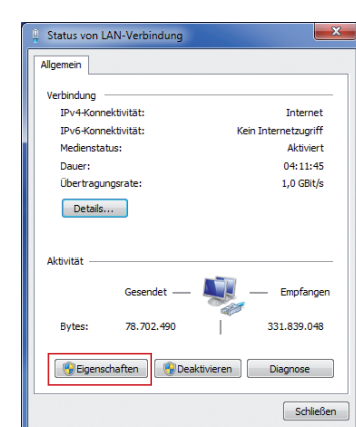 Status von LAN-Verbindung
Allgemein
Verbindung
IPv4-Konnektivität: Internet
IPv6-Konnektivität: Kein Internetzugriff
Medienstatus: Aktiviert
Dauer: 04:11:45
Übertragungsrate: 1,0 GBit/s
Details...
Aktivität
Gesendet — — Empfangen
Bytes: 78.702.490 | 331.839.048
Eigenschaften Deaktivieren Diagnose
Schließen